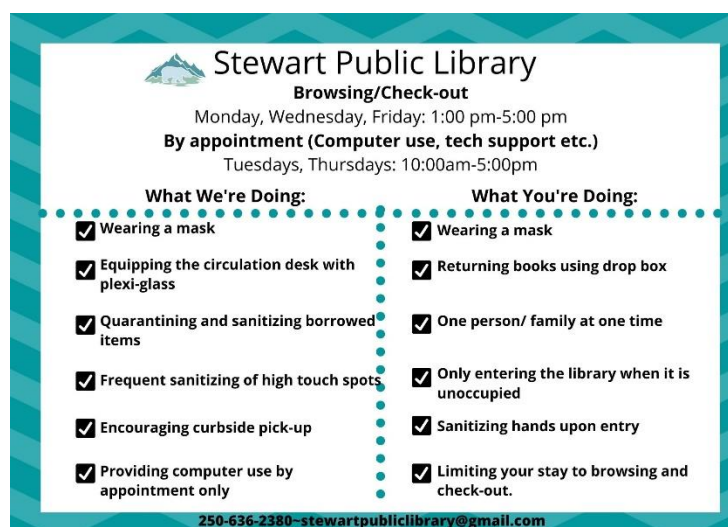 Stewart Public Library
Browsing/Check-out
Monday, Wednesday, Friday: 1:00 pm-5:00 pm
By appointment (Computer use, tech support etc.)
Tuesdays, Thursdays: 10:00am-5:00pm
What We're Doing:
Wearing a mask
Equipping the circulation desk with
plexi-glass
Quarantining and sanitizing borrowed
items
Frequent sanitizing of high touch spots
Encouraging curbside pick-up
Providing computer use by
appointment only
What You're Doing:
Wearing a mask
Returning books using drop box
One person/ family at one time
Only entering the library when it is
unoccupied
Sanitizing hands upon entry
Limiting your stay to browsing and
check-out.
250-636-2380~stewartpubliclibrary@gmail.com